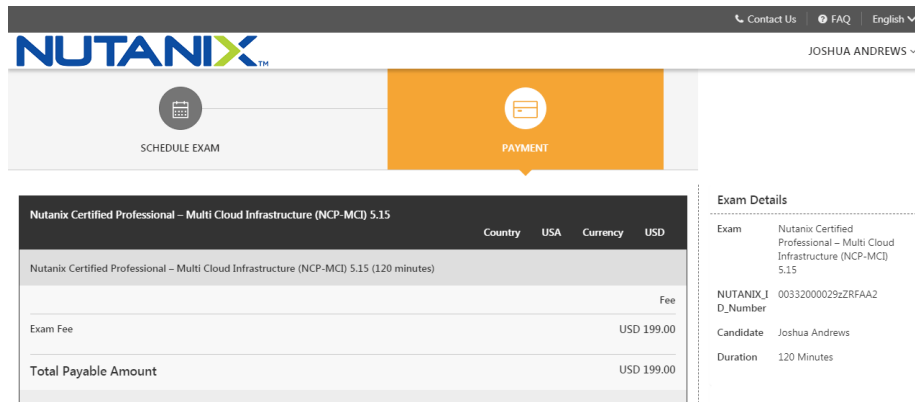 Contact Us FAQ English
NUTANIX™
JOSHUA ANDREWS
SCHEDULE EXAM
PAYMENT
Nutanix Certified Professional – Multi Cloud Infrastructure (NCP-MCI) 5.15
Country USA Currency USD
Nutanix Certified Professional – Multi Cloud Infrastructure (NCP-MCI) 5.15 (120 minutes)
Fee
Exam Fee USD 199.00
Total Payable Amount USD 199.00
Exam Details
Exam Nutanix Certified
Professional – Multi Cloud
Infrastructure (NCP-MCI)
5.15
NUTANIX_I 00332000029zZRFAA2
D_Number
Candidate Joshua Andrews
Duration 120 Minutes